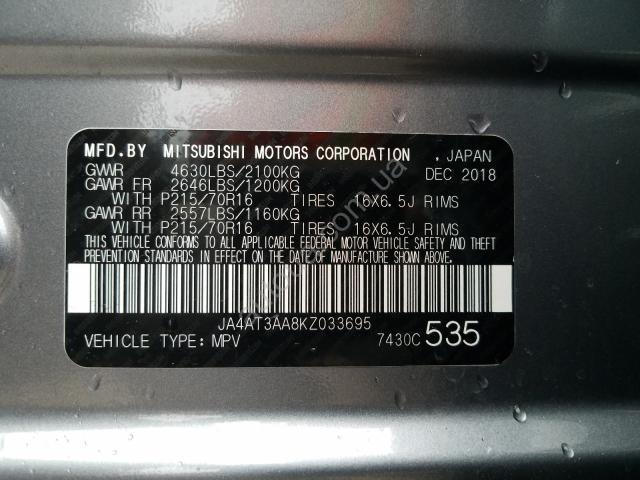 MFD.BY MITSUBISHI MOTORS CORPORATION , JAPAN
GVWR 4630LBS/2100KG DEC 2018
GAWR FR 2646LBS/1200KG
WITH P215/70R16 TIRES 16X6.5J RIMS
GAWR RR 2557LBS/1160KG
WITH P215/70R16 TIRES 16X6.5J RIMS
THIS VEHICLE CONFORMS TO ALL APPLICABLE FEDERAL MOTOR VEHICLE SAFETY AND THEFT
PREVENTION STANDARDS IN EFFECT ON THE DATE OF MANUFACTURE SHOWN ABOVE.
JA4AT3AA8KZ033695
VEHICLE TYPE:MPV 7430C 535